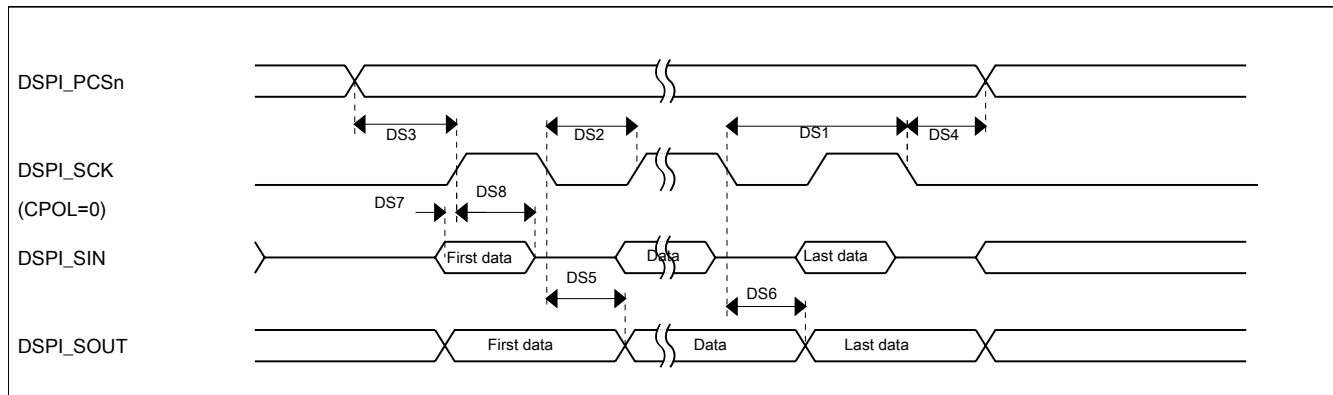 DSPI_PCSn
DS3
DS2
DS1
DS4
DSPI_SCK
(CPOL=0)
DS7
DS8
DSPI_SIN
First data
Data
Last data
DS5
DS6
DSPI_SOUT
First data
Data
Last data